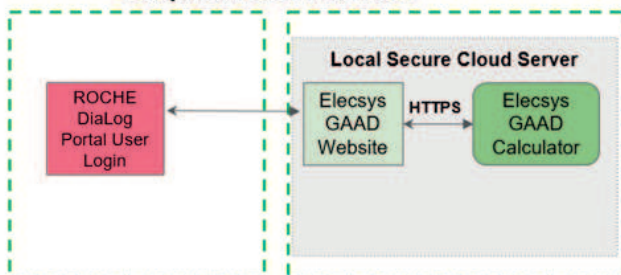 Local Secure Cloud Server
ROCHE
DiaLog
Portal User
Login
Elecsys
GAAD
Website
HTTPS
Elecsys
GAAD
Calculator